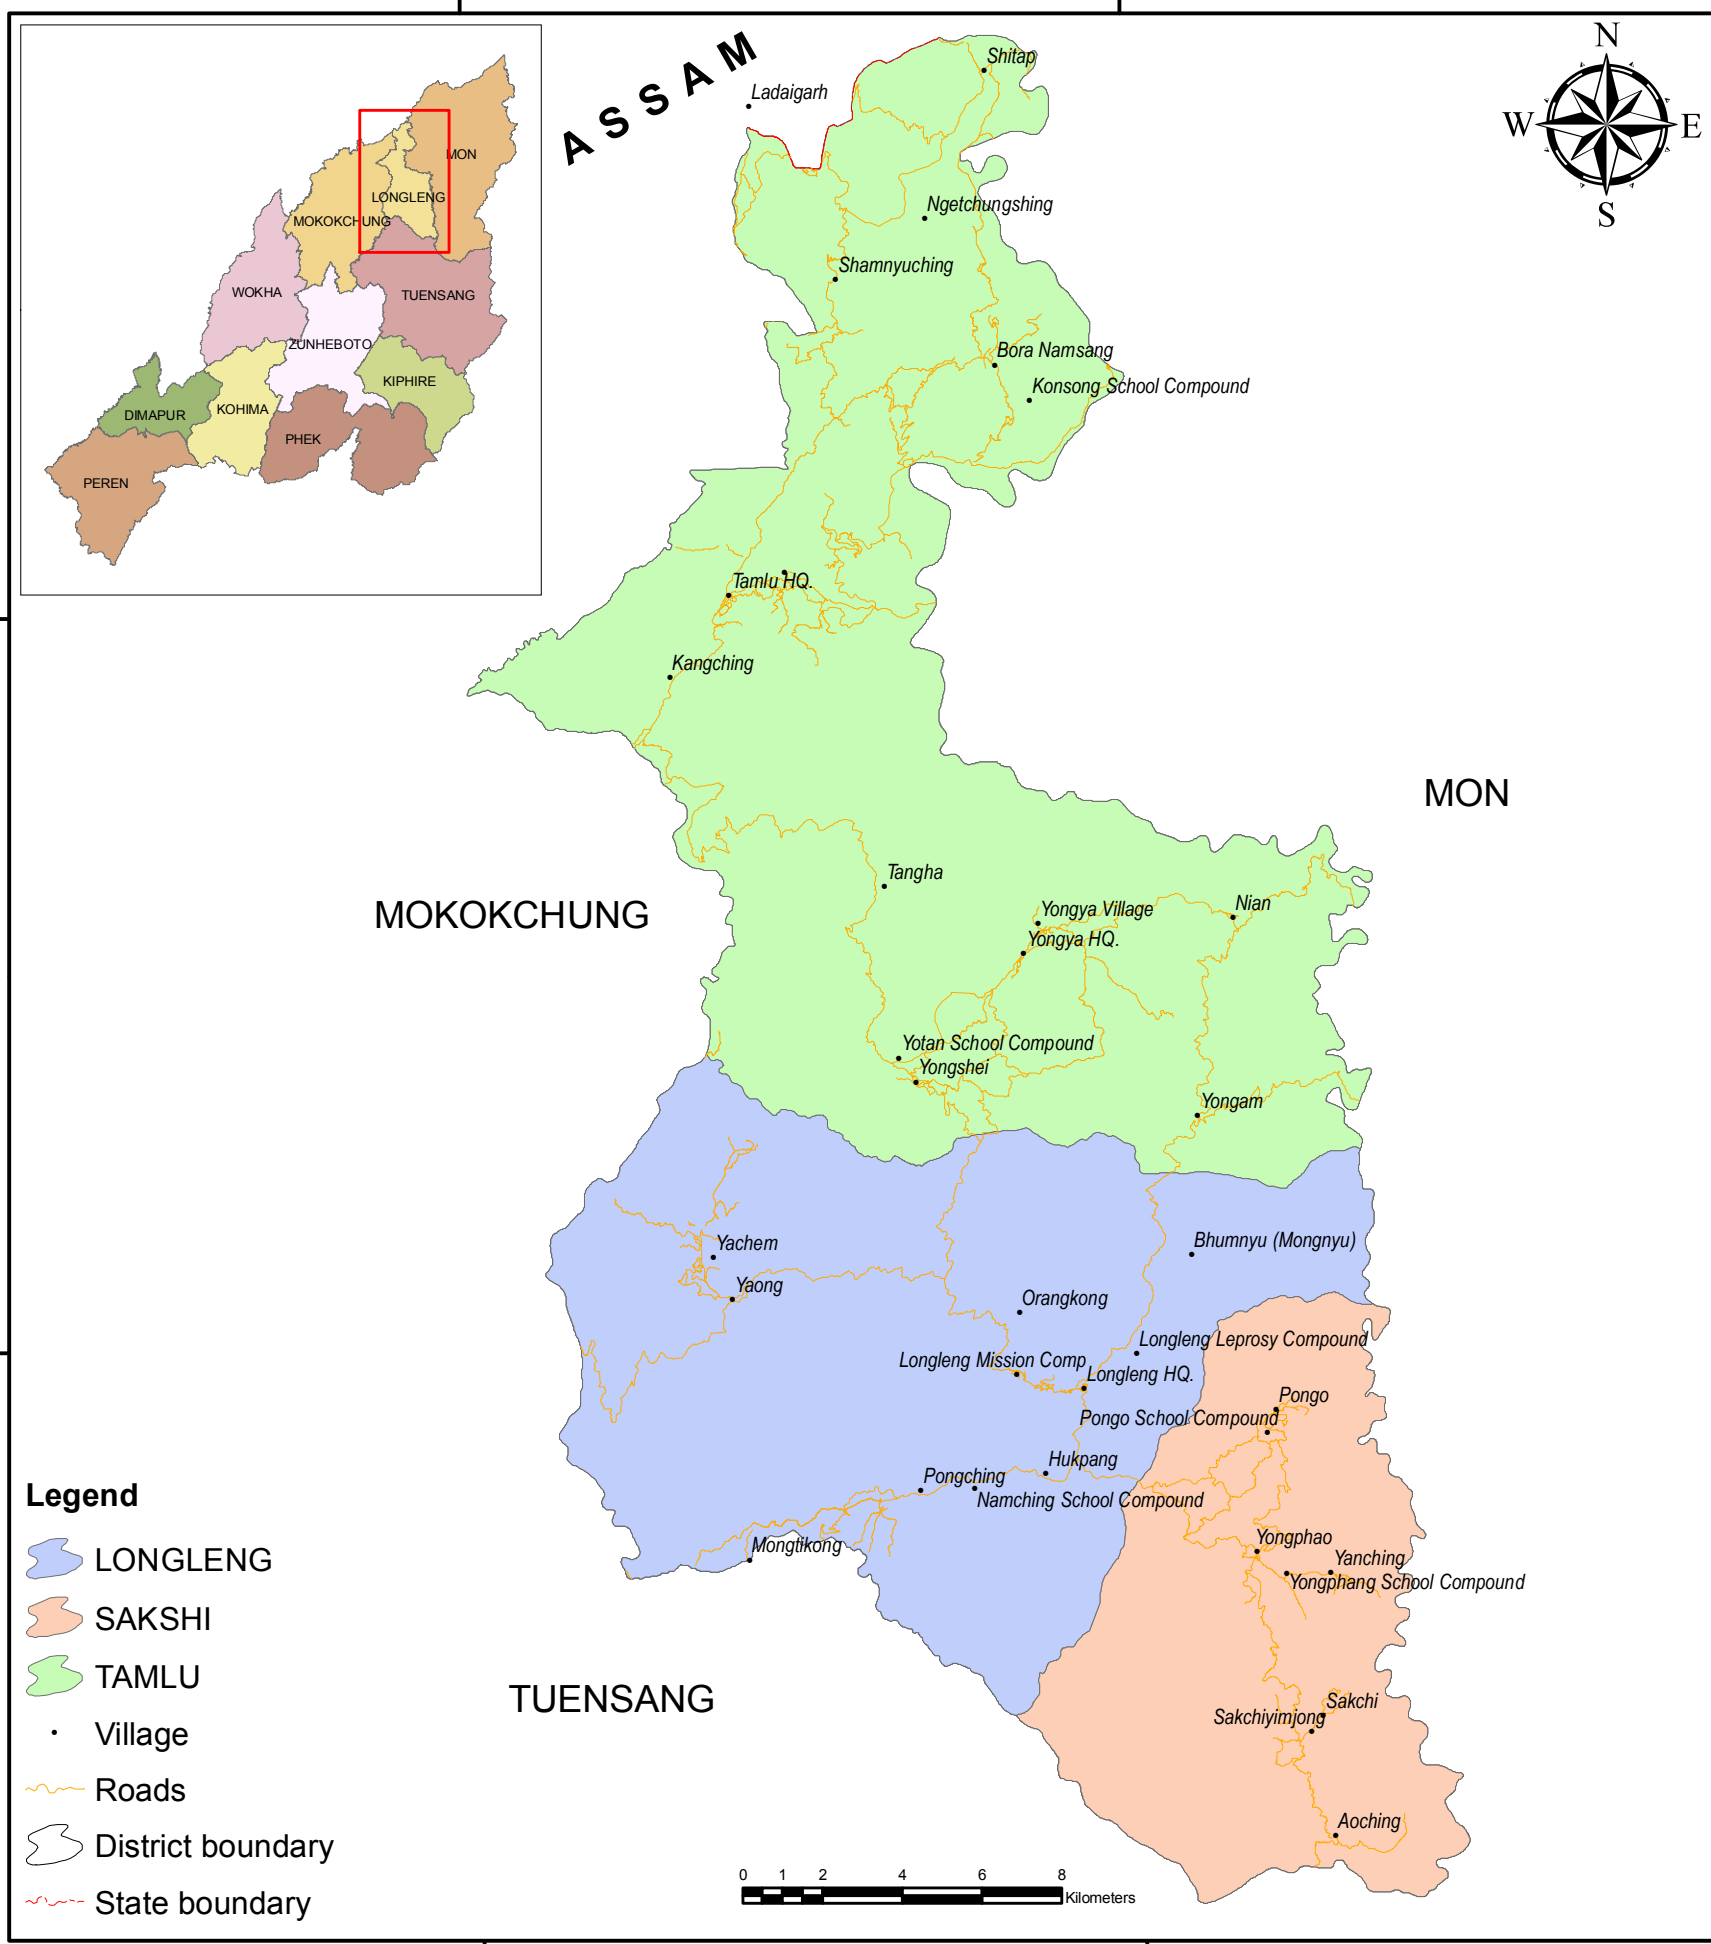 ASSAM
N
W
E
S
MON
LONGLENG
MOKOKCHUNG
WOKHA
TUENSANG
ZUNHEBOTO
KIPHIRE
DIMAPUR
KOHIMA
PHEK
PEREN
Shitap
Ladaigarh
Ngetchungshing
Shamnyuching
Bora Namsang
Konsong School Compound
Tamlu HQ.
Kangching
MON
Tangha
MOKOKCHUNG
Yongya Village
Nian
Yongya HQ.
Yotan School Compound
Yongshei
Yongam
Yachem
Bhumnyu (Mongnyu)
Yaong
Orangkong
Longleng Leprosy Compound
Longleng Mission Comp
Longleng HQ.
Pongo
Pongo School Compound
Hukpang
Pongching
Namching School Compound
Mongtikong
Yongphao
Yanching
Yongphang School Compound
TUENSANG
Sakchi
Sakchiyimjong
Aoching
Legend
LONGLENG
SAKSHI
TAMLU
Village
Roads
District boundary
State boundary
0 1 2 4 6 8
Kilometers